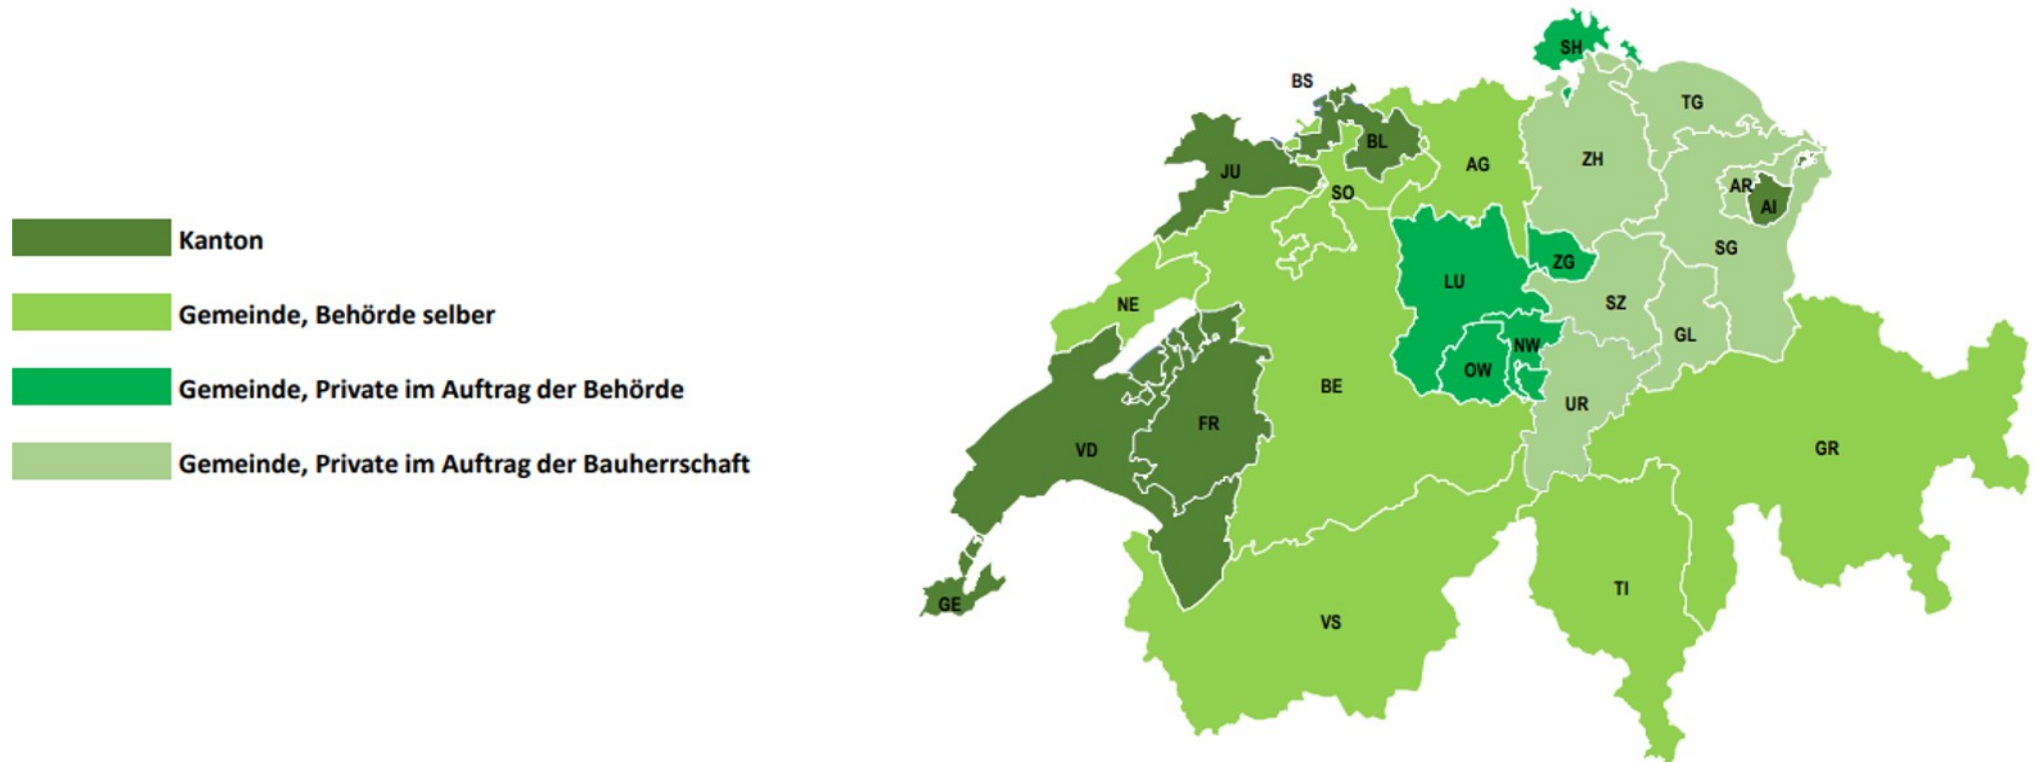 Kanton
Gemeinde, Behörde selber
Gemeinde, Private im Auftrag der Behörde
Gemeinde, Private im Auftrag der Bauherrschaft
SH
BS
TG
BL
ZH
AG
JU
AR
SO
AI
SG
ZG
LU
SZ
NE
GL
NW
OW
BE
UR
FR
GR
VD
TI
GE
VS